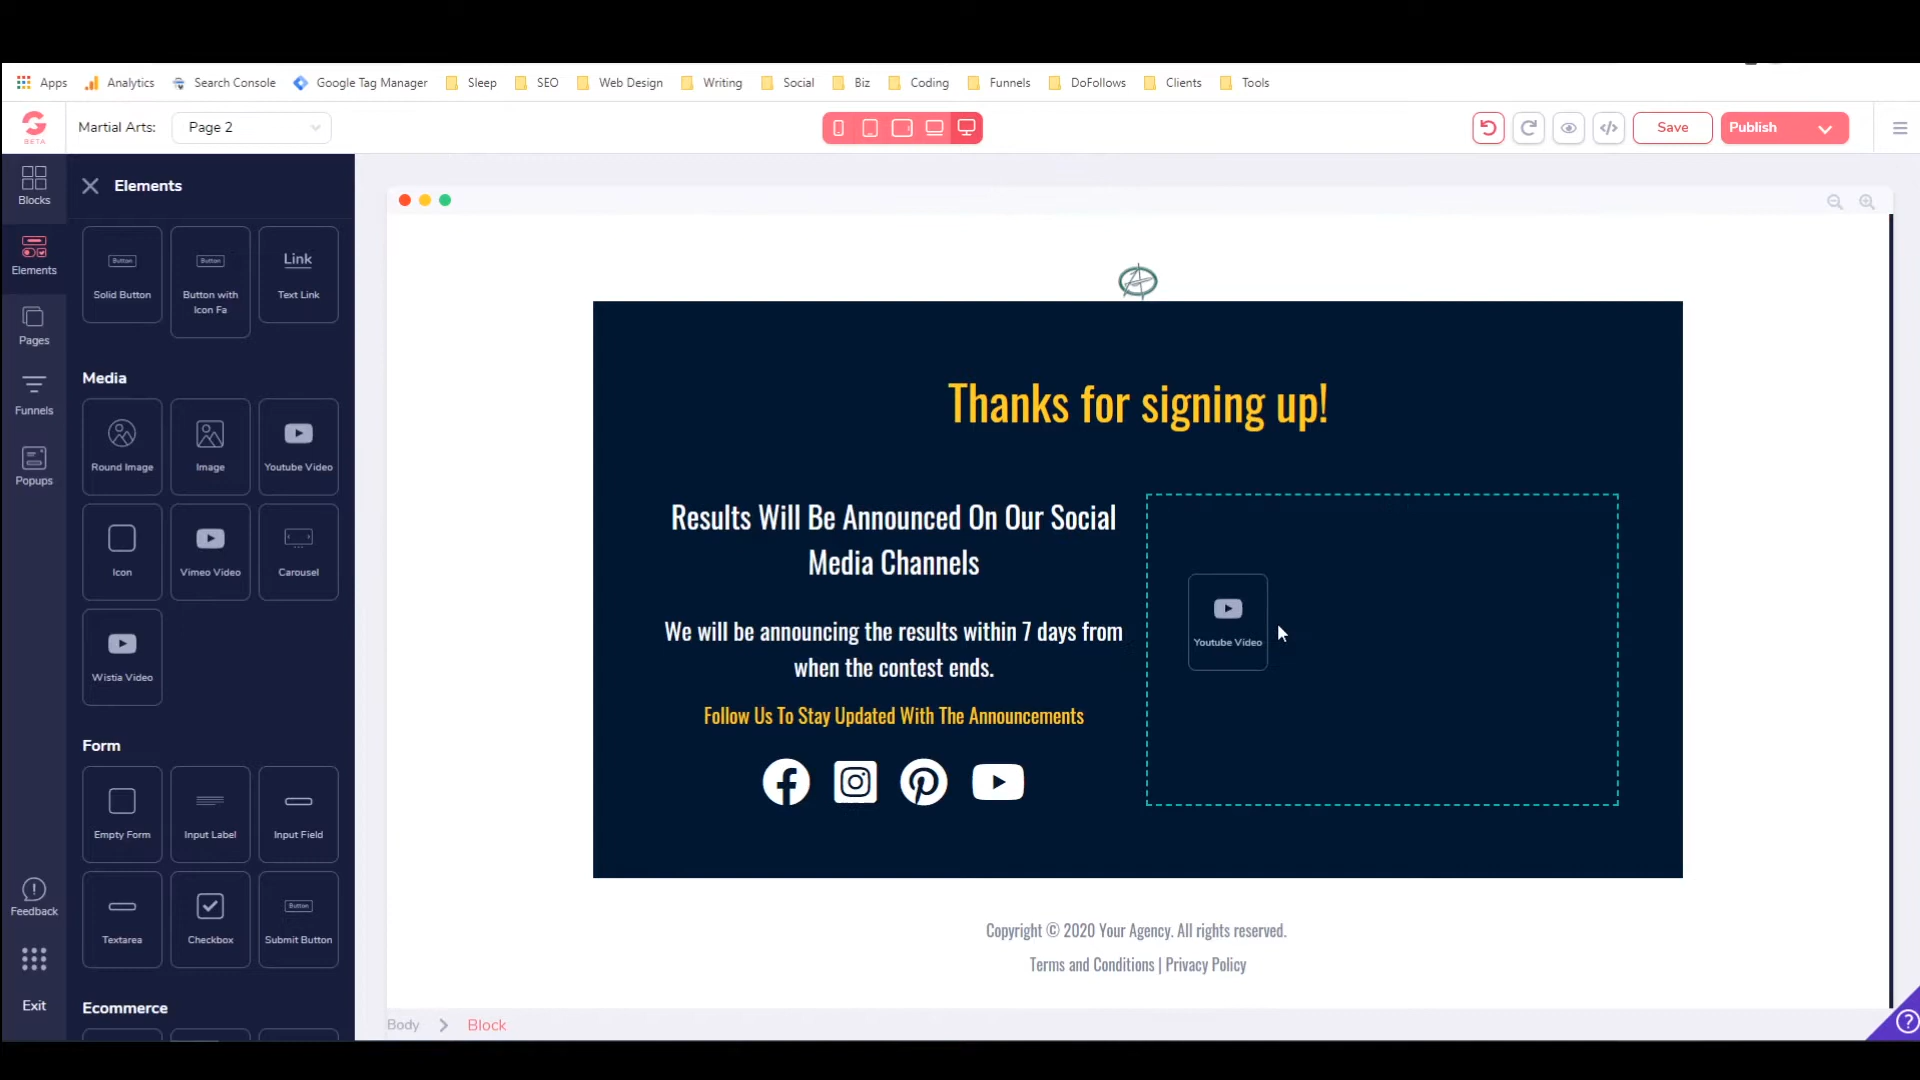 Apps Analytics Search Console Google Tag Manager Sleep SEO Web Design Writing Social Biz Coding Funnels DoFollows Clients Tools
BETA
Martial Arts: Page 2
Save
Publish
Blocks
Elements
Pages
Funnels
Popups
Feedback
Exit
Elements
Button Button Link
Solid Button Button with Icon Fa Text Link
Media
Round Image Image Youtube Video
Icon Vimeo Video Carousel
Wistia Video
Form
Empty Form Input Label Input Field
Button
Textarea Checkbox Submit Button
Ecommerce
Thanks for signing up!
Results Will Be Announced On Our Social
Media Channels
We will be announcing the results within 7 days from
when the contest ends.
Follow Us To Stay Updated With The Announcements
Youtube Video
Copyright © 2020 Your Agency. All rights reserved.
Terms and Conditions | Privacy Policy
Body Block